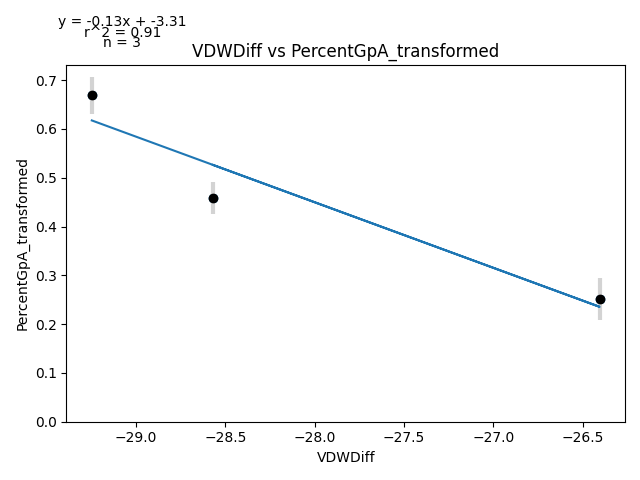 y = -0.13x + -3.31
r^2 = 0.91
n = 3
VDWDiff vs PercentGpA_transformed
0.7
0.6
0.5
0.4
0.3
0.2
0.1
0.0
PercentGpA_transformed
−29.0 −28.5 −28.0 −27.5 −27.0 −26.5
VDWDiff